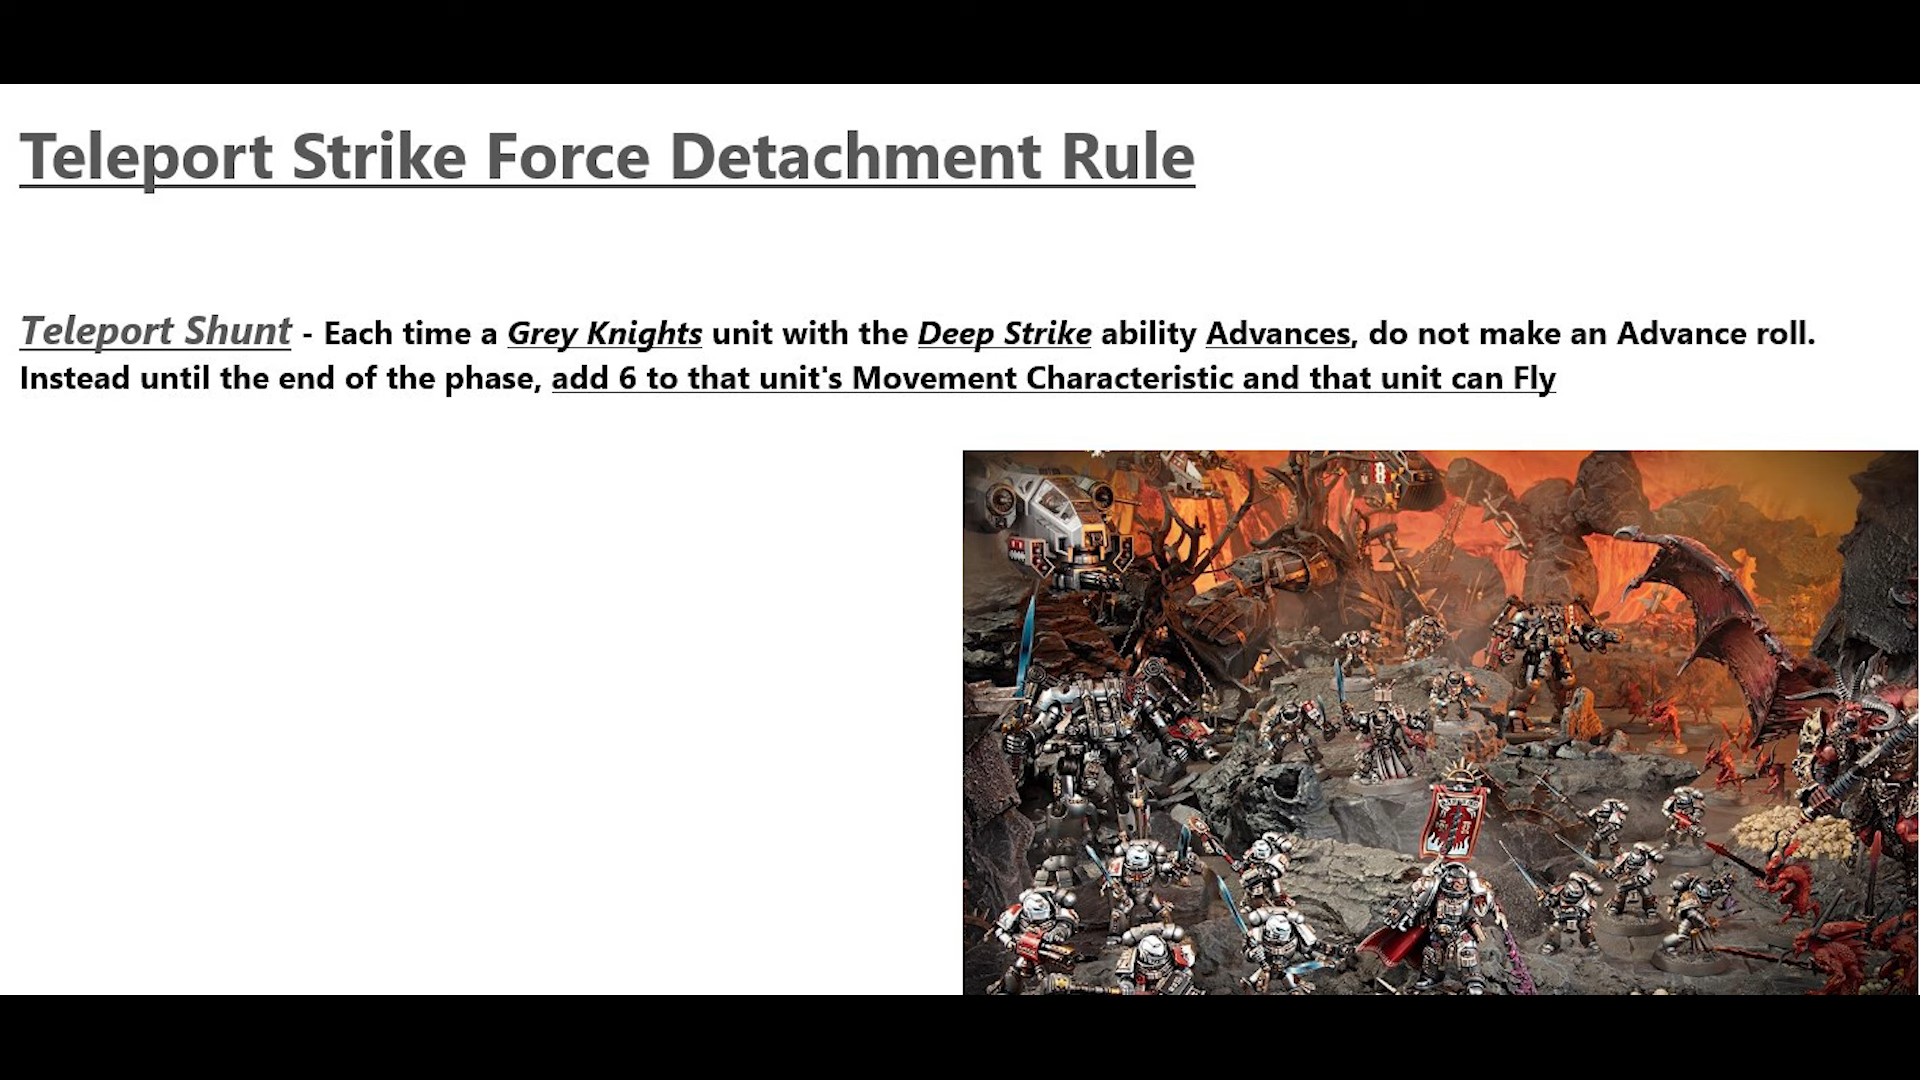 Teleport Strike Force Detachment Rule
Teleport Shunt - Each time a Grey Knights unit with the Deep Strike ability Advances, do not make an Advance roll.
Instead until the end of the phase, add 6 to that unit's Movement Characteristic and that unit can Fly